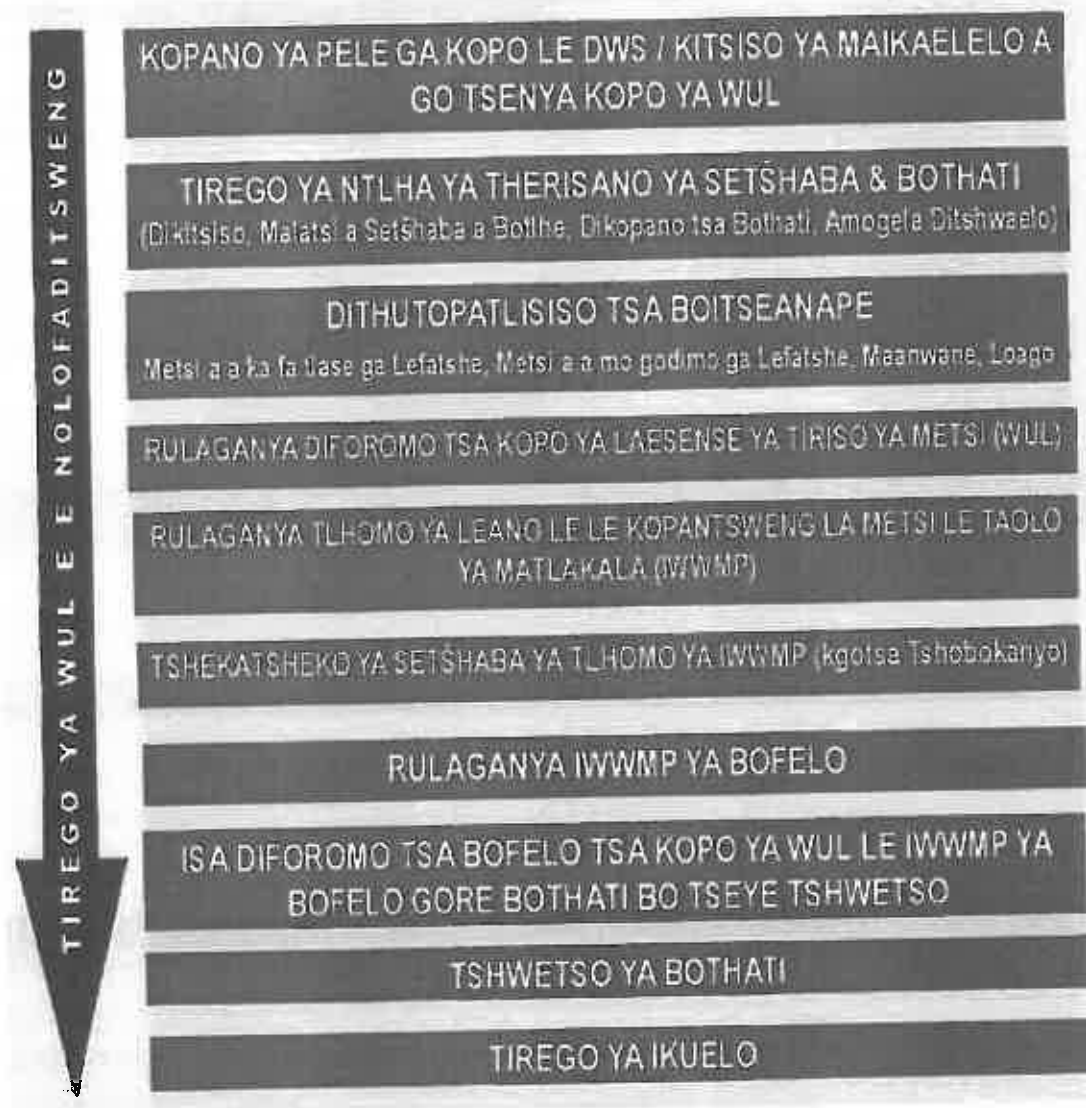 TIREGO YA WUL E E NOLOFADITSWENG
KOPANO YA PELE GA KOPO LE DWS / KITSISO YA MAIKAELELO A
GO TSENYA KOPO YA WUL
TIREGO YA NTLHA YA THERISANO YA SETŠHABA & BOTHATI
(Dikitsiso, Malatsi a Setšhaba a Botlhe, Dikopano tsa Bothati, Amogela Ditshwaelo)
DITHUTOPATLISISO TSA BOITSEANAPE
Metsi a a ka fa tlase ga Lefatshe, Metsi a a mo godimo ga Lefatshe, Maanwane, Loago
RULAGANYA DIFOROMO TSA KOPO YA LAESENSE YA TIRISO YA METSI (WUL)
RULAGANYA TLHOMO YA LEANO LE LE KOPANTSWENG LA METSI LE TAOLO
YA MATLAKALA (IWWMP)
TSHEKATSHEKO YA SETŠHABA YA TLHOMO YA IWWMP (kgotsa Tshobokanyo)
RULAGANYA IWWMP YA BOFELO
ISA DIFOROMO TSA BOFELO TSA KOPO YA WUL LE IWWMP YA
BOFELO GORE BOTHATI BO TSEYE TSHWETSO
TSHWETSO YA BOTHATI
TIREGO YA IKUELO